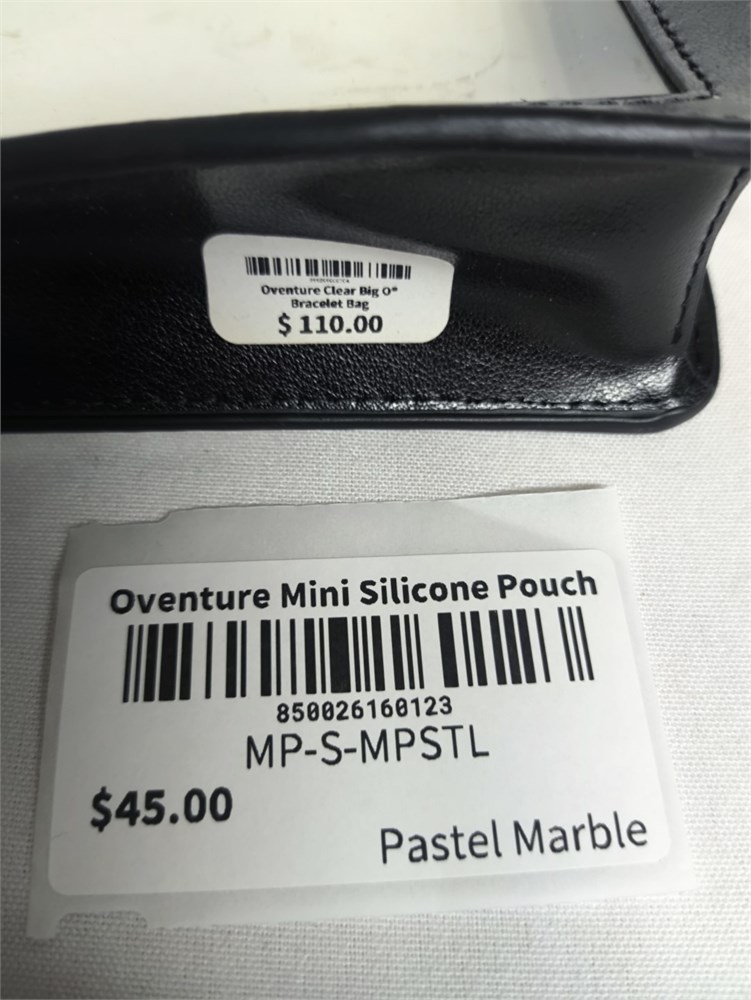 Oventure Clear Big O®
Bracelet Bag
$ 110.00
Oventure Mini Silicone Pouch
850026160123
MP-S-MPSTL
$45.00
Pastel Marble